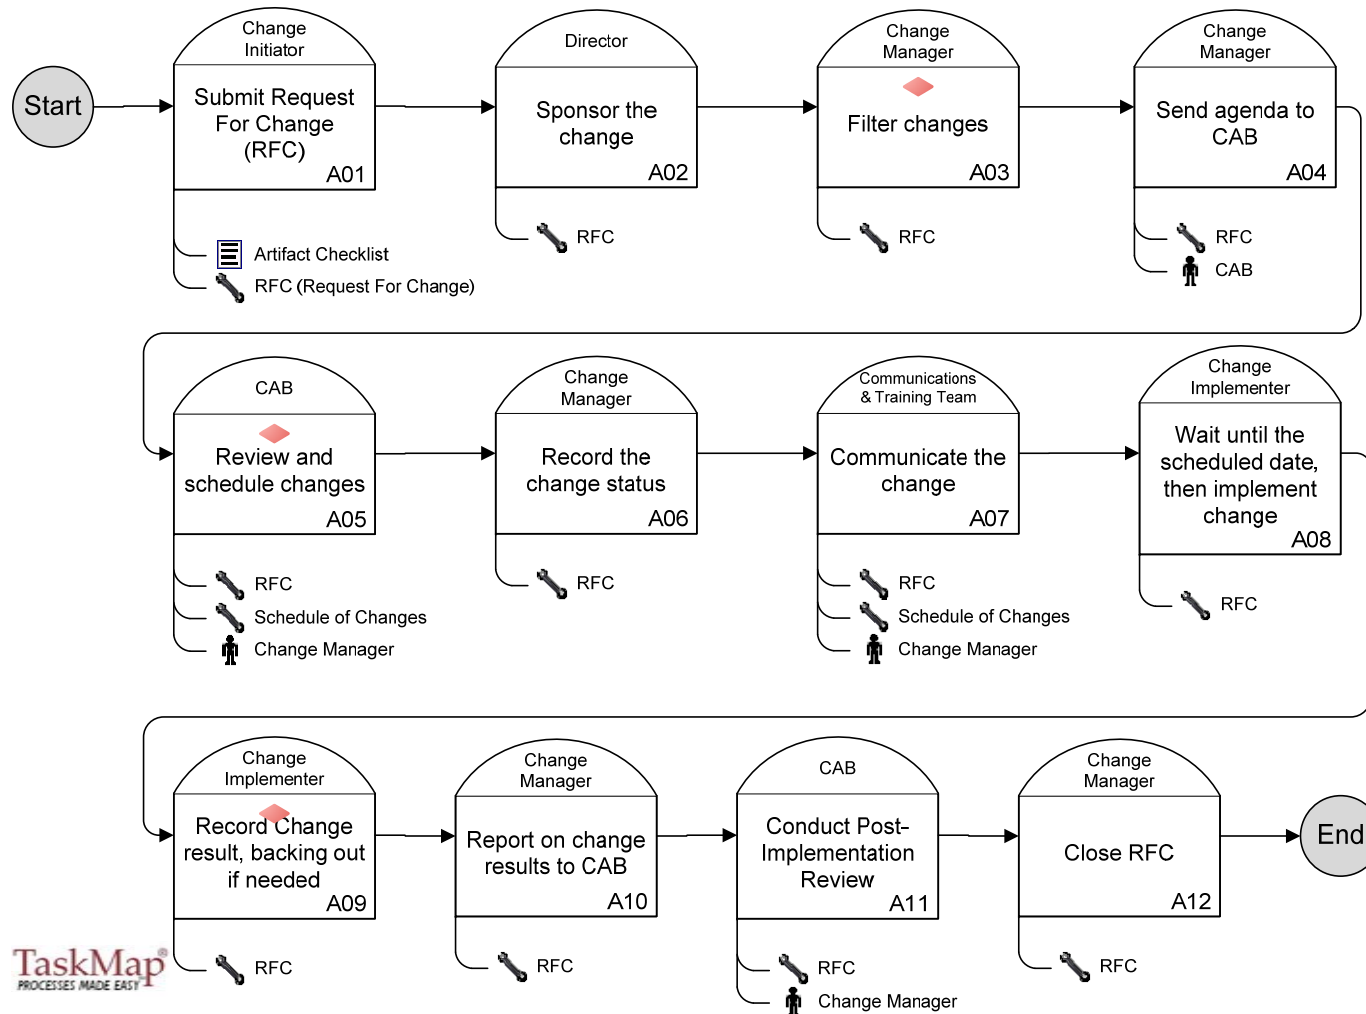 Start
Change
Initiator
Submit Request
For Change
(RFC)
A01
Artifact Checklist
RFC (Request For Change)
Director
Sponsor the
change
A02
RFC
Change
Manager
Filter changes
A03
RFC
Change
Manager
Send agenda to
CAB
A04
RFC
CAB
CAB
Review and
schedule changes
A05
RFC
Schedule of Changes
Change Manager
Change
Manager
Record the
change status
A06
RFC
Communications
& Training Team
Communicate the
change
A07
RFC
Schedule of Changes
Change Manager
Change
Implementer
Wait until the
scheduled date,
then implement
change
A08
RFC
Change
Implementer
Record Change
result, backing out
if needed
A09
RFC
Change
Manager
Report on change
results to CAB
A10
CAB
Conduct Post–
Implementation
Review
A11
RFC
Change Manager
Change
Manager
Close RFC
A12
RFC
End
RFC
TaskMap®
PROCESSES MADE EASY